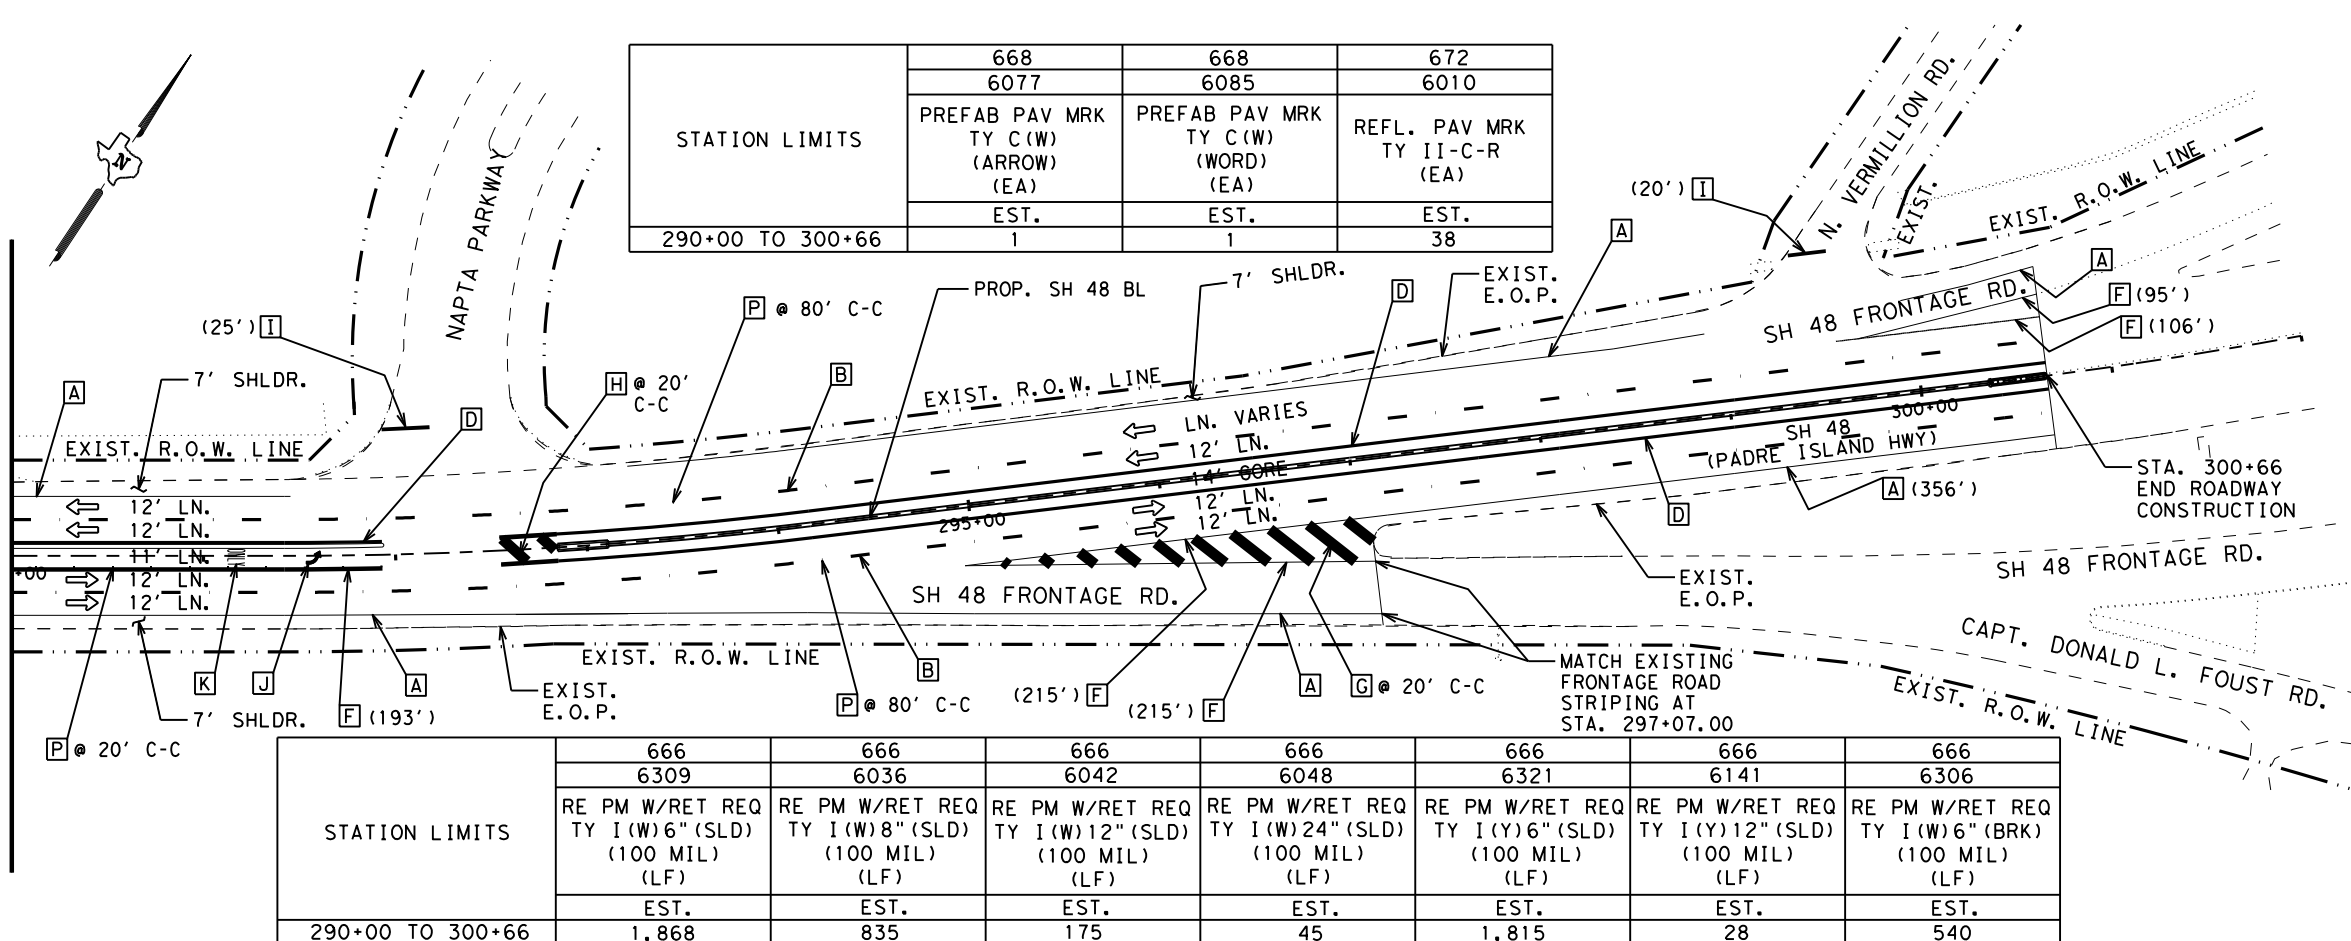 668 668 672
6077 6085 6010
STATION LIMITS
PREFAB PAV MRK
TY C(W)
(ARROW)
(EA)
PREFAB PAV MRK
TY C(W)
(WORD)
(EA)
REFL. PAV MRK
TY II-C-R
(EA)
EST. EST. EST.
290+00 TO 300+66 1 1 38
N
NAPTA PARKWAY
N. VERMILLION RD.
EXIST.
EXIST. R.O.W. LINE
(20') I
A
A
F (95')
F (106')
SH 48 FRONTAGE RD.
EXIST.
E.O.P.
7' SHLDR.
D
PROP. SH 48 BL
P @ 80' C-C
B
H @ 20'
C-C
(25') I
A
7' SHLDR.
D
EXIST. R.O.W. LINE
EXIST. R.O.W. LINE
LN. VARIES
12' LN.
14' GORE
12' LN.
12' LN.
12' LN.
12' LN.
11' LN.
12' LN.
12' LN.
+00
295+00
300+00
SH 48
(PADRE ISLAND HWY)
A (356')
D
STA. 300+66
END ROADWAY
CONSTRUCTION
EXIST.
E.O.P.
SH 48 FRONTAGE RD.
SH 48 FRONTAGE RD.
CAPT. DONALD L. FOUST RD.
EXIST. R.O.W. LINE
EXIST. R.O.W. LINE
MATCH EXISTING
FRONTAGE ROAD
STRIPING AT
STA. 297+07.00
K
J
A
7' SHLDR.
F (193')
P @ 20' C-C
EXIST.
E.O.P.
B
P @ 80' C-C
(215') F
(215') F
A
G @ 20' C-C
666 666 666 666 666 666 666
6309 6036 6042 6048 6321 6141 6306
STATION LIMITS
RE PM W/RET REQ
TY I(W)6"(SLD)
(100 MIL)
(LF)
RE PM W/RET REQ
TY I(W)8"(SLD)
(100 MIL)
(LF)
RE PM W/RET REQ
TY I(W)12"(SLD)
(100 MIL)
(LF)
RE PM W/RET REQ
TY I(W)24"(SLD)
(100 MIL)
(LF)
RE PM W/RET REQ
TY I(Y)6"(SLD)
(100 MIL)
(LF)
RE PM W/RET REQ
TY I(Y)12"(SLD)
(100 MIL)
(LF)
RE PM W/RET REQ
TY I(W)6"(BRK)
(100 MIL)
(LF)
EST. EST. EST. EST. EST. EST. EST.
290+00 TO 300+66 1,868 835 175 45 1,815 28 540